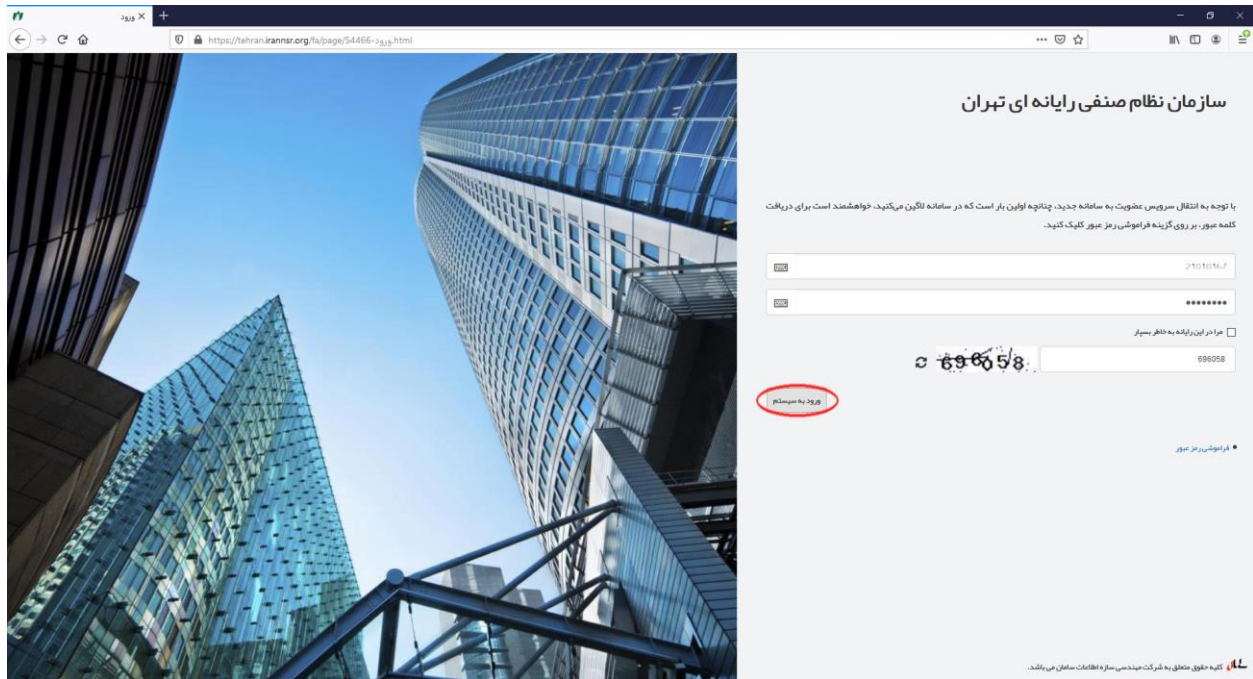 ورود
https://tehran.irannsr.org/fa/page/54466-ورود.html
سازمان نظام صنفی رایانه ای تهران
با توجه به انتقال سرویس عضویت به سامانه جدید، چنانچه اولین بار است که در سامانه لاگین می‌کنید، خواهشمند است برای دریافت
کلمه عبور، بر روی گزینه فراموشی رمز عبور کلیک کنید.
مرا در این رایانه به خاطر بسپار
696058
696058
ورود به سیستم
فراموشی رمز عبور
کلیه حقوق متعلق به شرکت مهندسی سازه اطلاعات سامان می باشد.